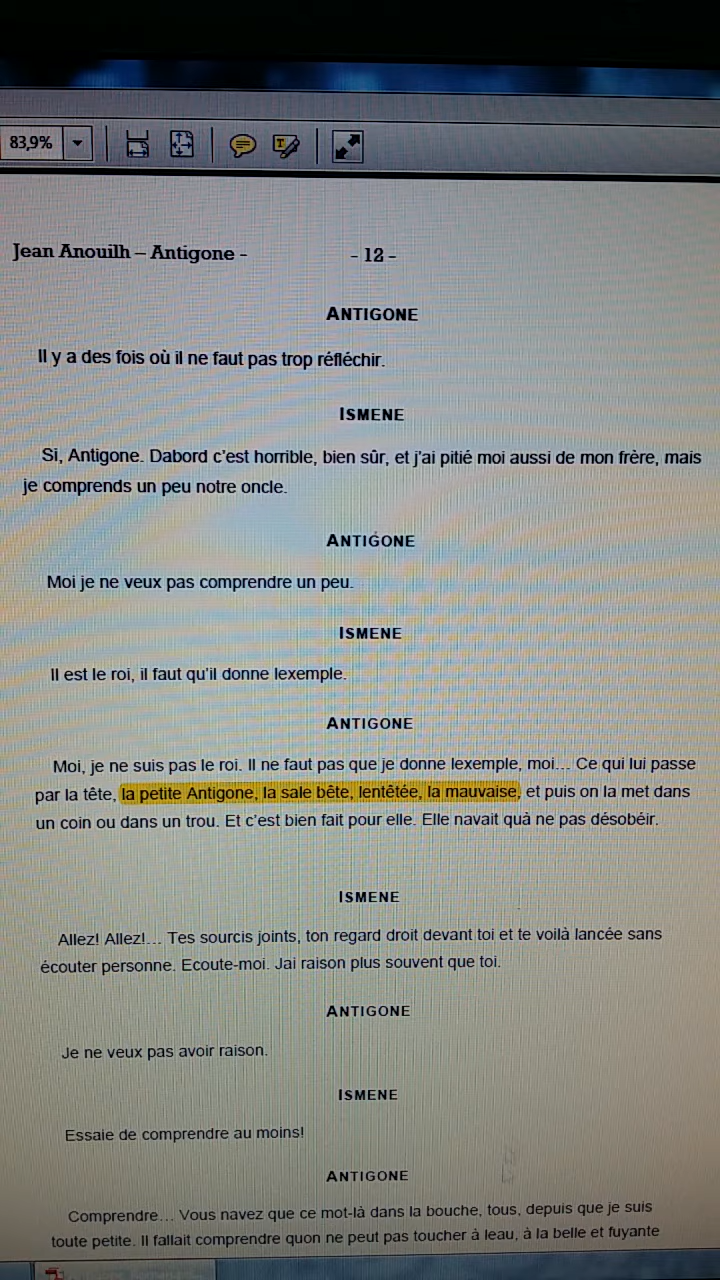 83,9%
Jean Anouilh – Antigone -
- 12 -
ANTIGONE
Il y a des fois où il ne faut pas trop réfléchir.
ISMENE
Si, Antigone. Dabord c'est horrible, bien sûr, et j'ai pitié moi aussi de mon frère, mais
je comprends un peu notre oncle.
ANTIGONE
Moi je ne veux pas comprendre un peu.
ISMENE
Il est le roi, il faut qu'il donne lexemple.
ANTIGONE
Moi, je ne suis pas le roi. Il ne faut pas que je donne lexemple, moi... Ce qui lui passe
par la tête, la petite Antigone, la sale bête, lentêtée, la mauvaise, et puis on la met dans
un coin ou dans un trou. Et c'est bien fait pour elle. Elle navait quà ne pas désobéir.
ISMENE
Allez! Allez!... Tes sourcis joints, ton regard droit devant toi et te voilà lancée sans
écouter personne. Ecoute-moi. Jai raison plus souvent que toi.
ANTIGONE
Je ne veux pas avoir raison.
ISMENE
Essaie de comprendre au moins!
ANTIGONE
Comprendre... Vous navez que ce mot-là dans la bouche, tous, depuis que je suis
toute petite. Il fallait comprendre quon ne peut pas toucher à leau, à la belle et fuyante